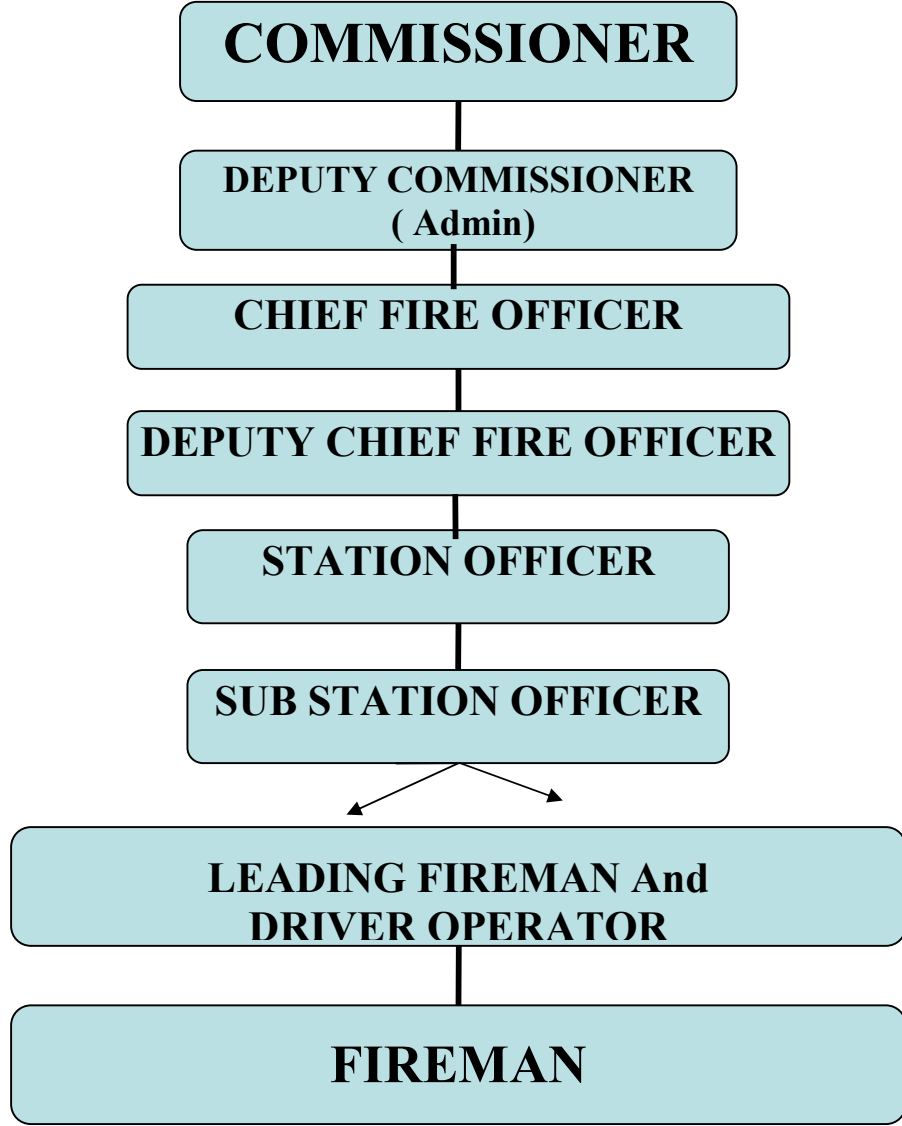 COMMISSIONER
DEPUTY COMMISSIONER
( Admin)
CHIEF FIRE OFFICER
DEPUTY CHIEF FIRE OFFICER
STATION OFFICER
SUB STATION OFFICER
LEADING FIREMAN And
DRIVER OPERATOR
FIREMAN